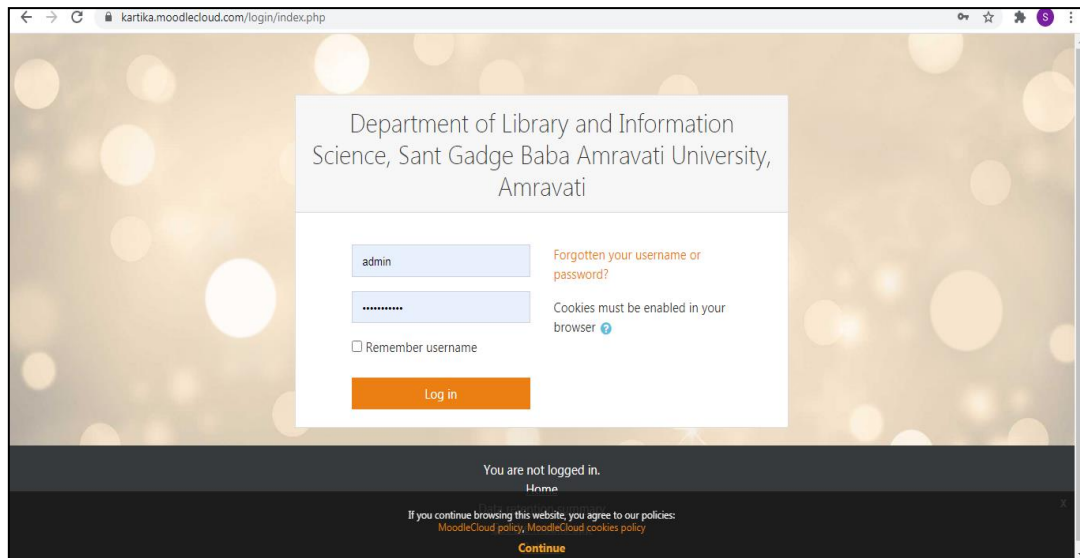 kartika.moodlecloud.com/login/index.php
S
Department of Library and Information
Science, Sant Gadge Baba Amravati University,
Amravati
admin
Forgotten your username or
password?
•••••••••••
Cookies must be enabled in your
browser ?
Remember username
Log in
You are not logged in.
Home
x
If you continue browsing this website, you agree to our policies:
MoodleCloud policy, MoodleCloud cookies policy
Continue